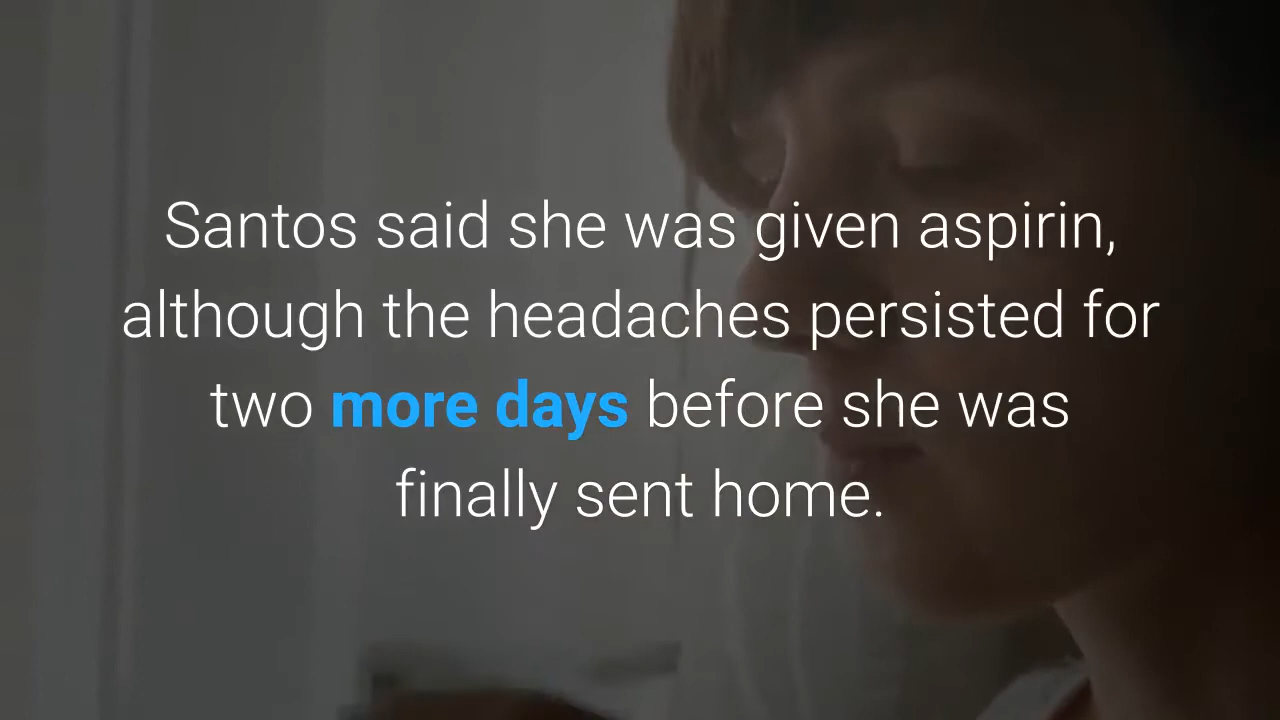 Santos said she was given aspirin,
although the headaches persisted for
two more days before she was
finally sent home.